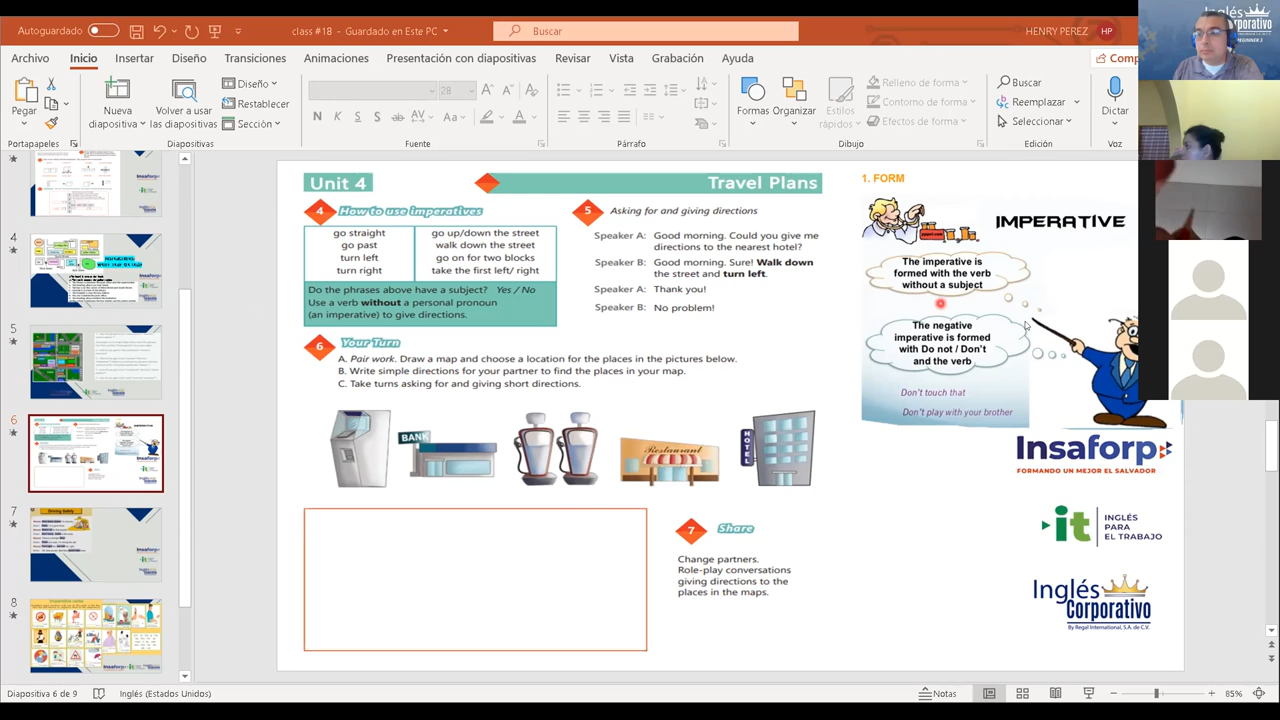 Autoguardado
class #18 - Guardado en Este PC
Buscar
HENRY PEREZ
HP
Archivo
Inicio
Insertar
Diseño
Transiciones
Animaciones
Presentación con diapositivas
Revisar
Vista
Grabación
Ayuda
Comp
Pegar
Nueva diapositiva
Volver a usar las diapositivas
Diseño
Restablecer
Sección
28
N
K
S
S
ab
AV
Aa
A
Formas
Organizar
Estilos rápidos
Relleno de forma
Contorno de forma
Efectos de forma
Buscar
Reemplazar
Seleccionar
Dictar
Portapapeles
Diapositivas
Fuente
Párrafo
Dibujo
Edición
Voz
4
5
6
7
8
Unit 4
Travel Plans
4 How to use imperatives
go straight
go past
turn left
turn right
go up/down the street
walk down the street
go on for two blocks
take the first left/ right
Do the phrases above have a subject? Yes / No
Use a verb without a personal pronoun
(an imperative) to give directions.
5 Asking for and giving directions
Speaker A: Good morning. Could you give me
directions to the nearest hotel?
Speaker B: Good morning. Sure! Walk down
the street and turn left.
Speaker A: Thank you!
Speaker B: No problem!
6 Your Turn
A. Pair work. Draw a map and choose a location for the places in the pictures below.
B. Write simple directions for your partner to find the places in your map.
C. Take turns asking for and giving short directions.
BANK
Restaurant
HOTEL
7 Share
Change partners.
Role-play conversations
giving directions to the
places in the maps.
1. FORM
IMPERATIVE
The imperative is
formed with the verb
without a subject
The negative
imperative is formed
with Do not / Don't
and the verb
Don't touch that
Don't play with your brother
Insaforp
FORMANDO UN MEJOR EL SALVADOR
it
INGLÉS
PARA
EL TRABAJO
Inglés
Corporativo
By Regal International, S.A. de C.V.
Diapositiva 6 de 9
Inglés (Estados Unidos)
Notas
85%